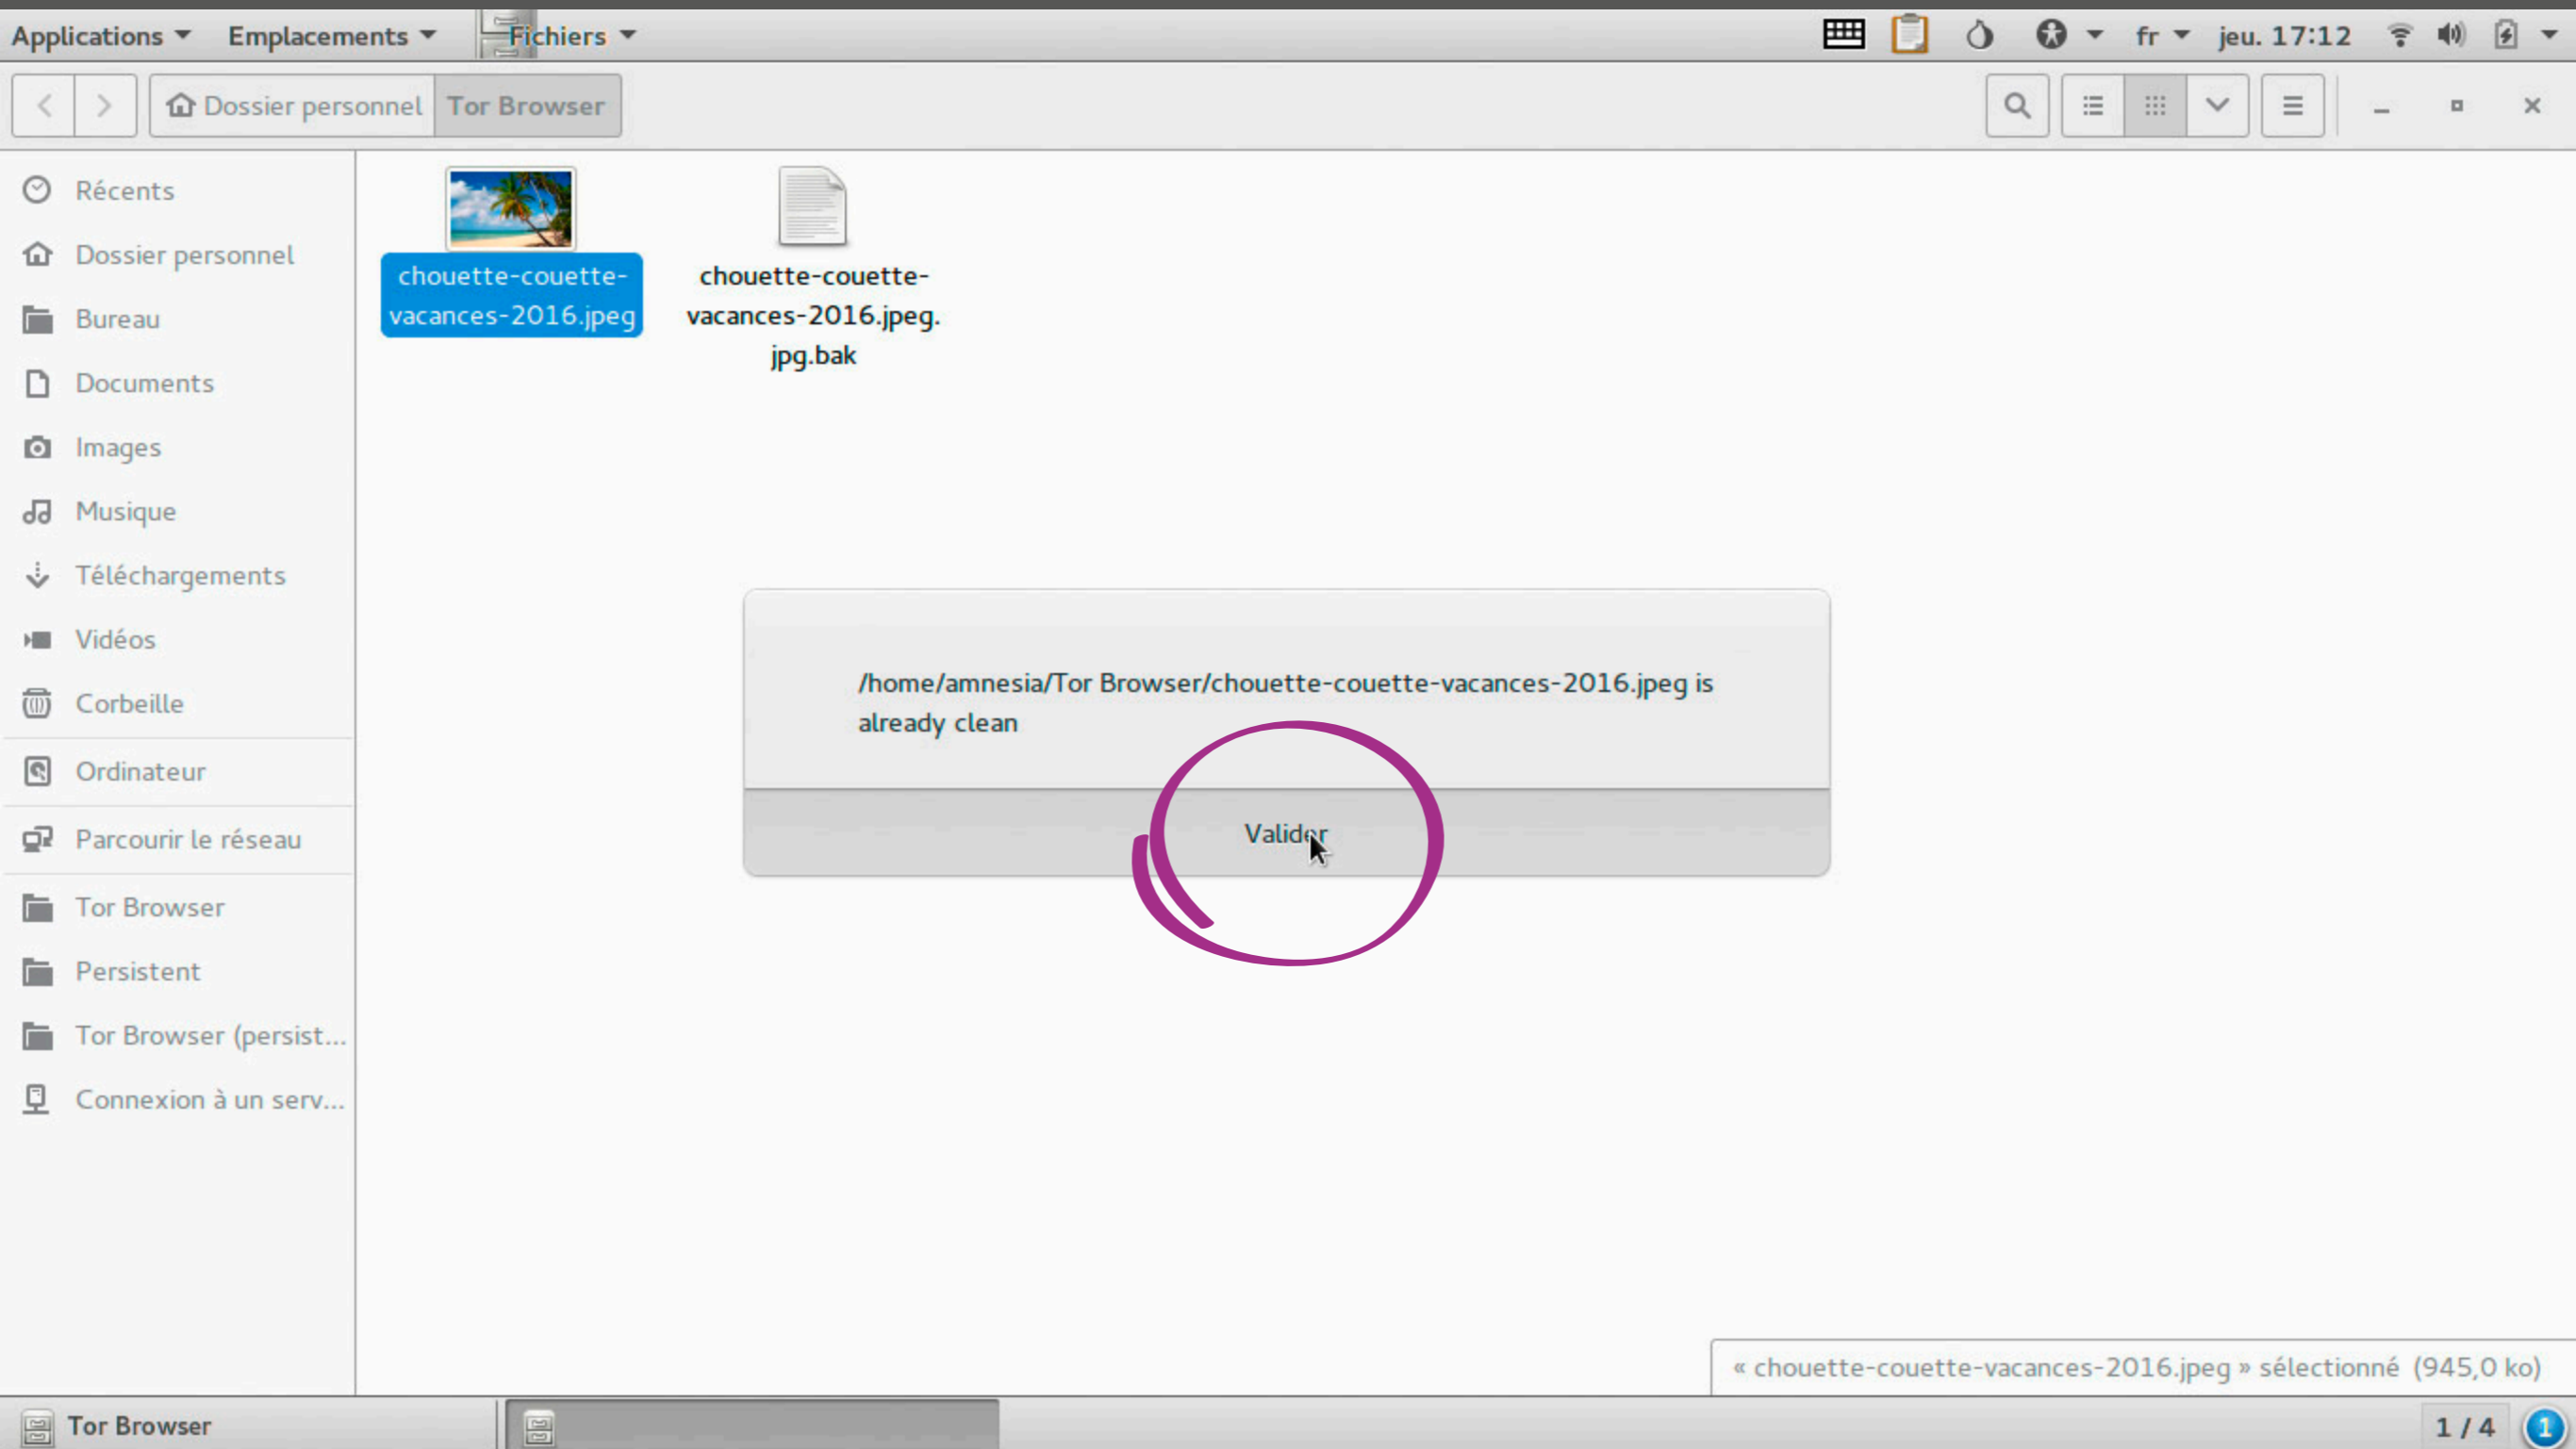 Applications Emplacements Fichiers fr jeu. 17:12
Dossier personnel Tor Browser
Récents
Dossier personnel
Bureau
Documents
Images
Musique
Téléchargements
Vidéos
Corbeille
Ordinateur
Parcourir le réseau
Tor Browser
Persistent
Tor Browser (persist...
Connexion à un serv...
chouette-couette-
vacances-2016.jpeg
chouette-couette-
vacances-2016.jpeg.
jpg.bak
/home/amnesia/Tor Browser/chouette-couette-vacances-2016.jpeg is
already clean
Valider
« chouette-couette-vacances-2016.jpeg » sélectionné (945,0 ko)
Tor Browser 1 / 4 1